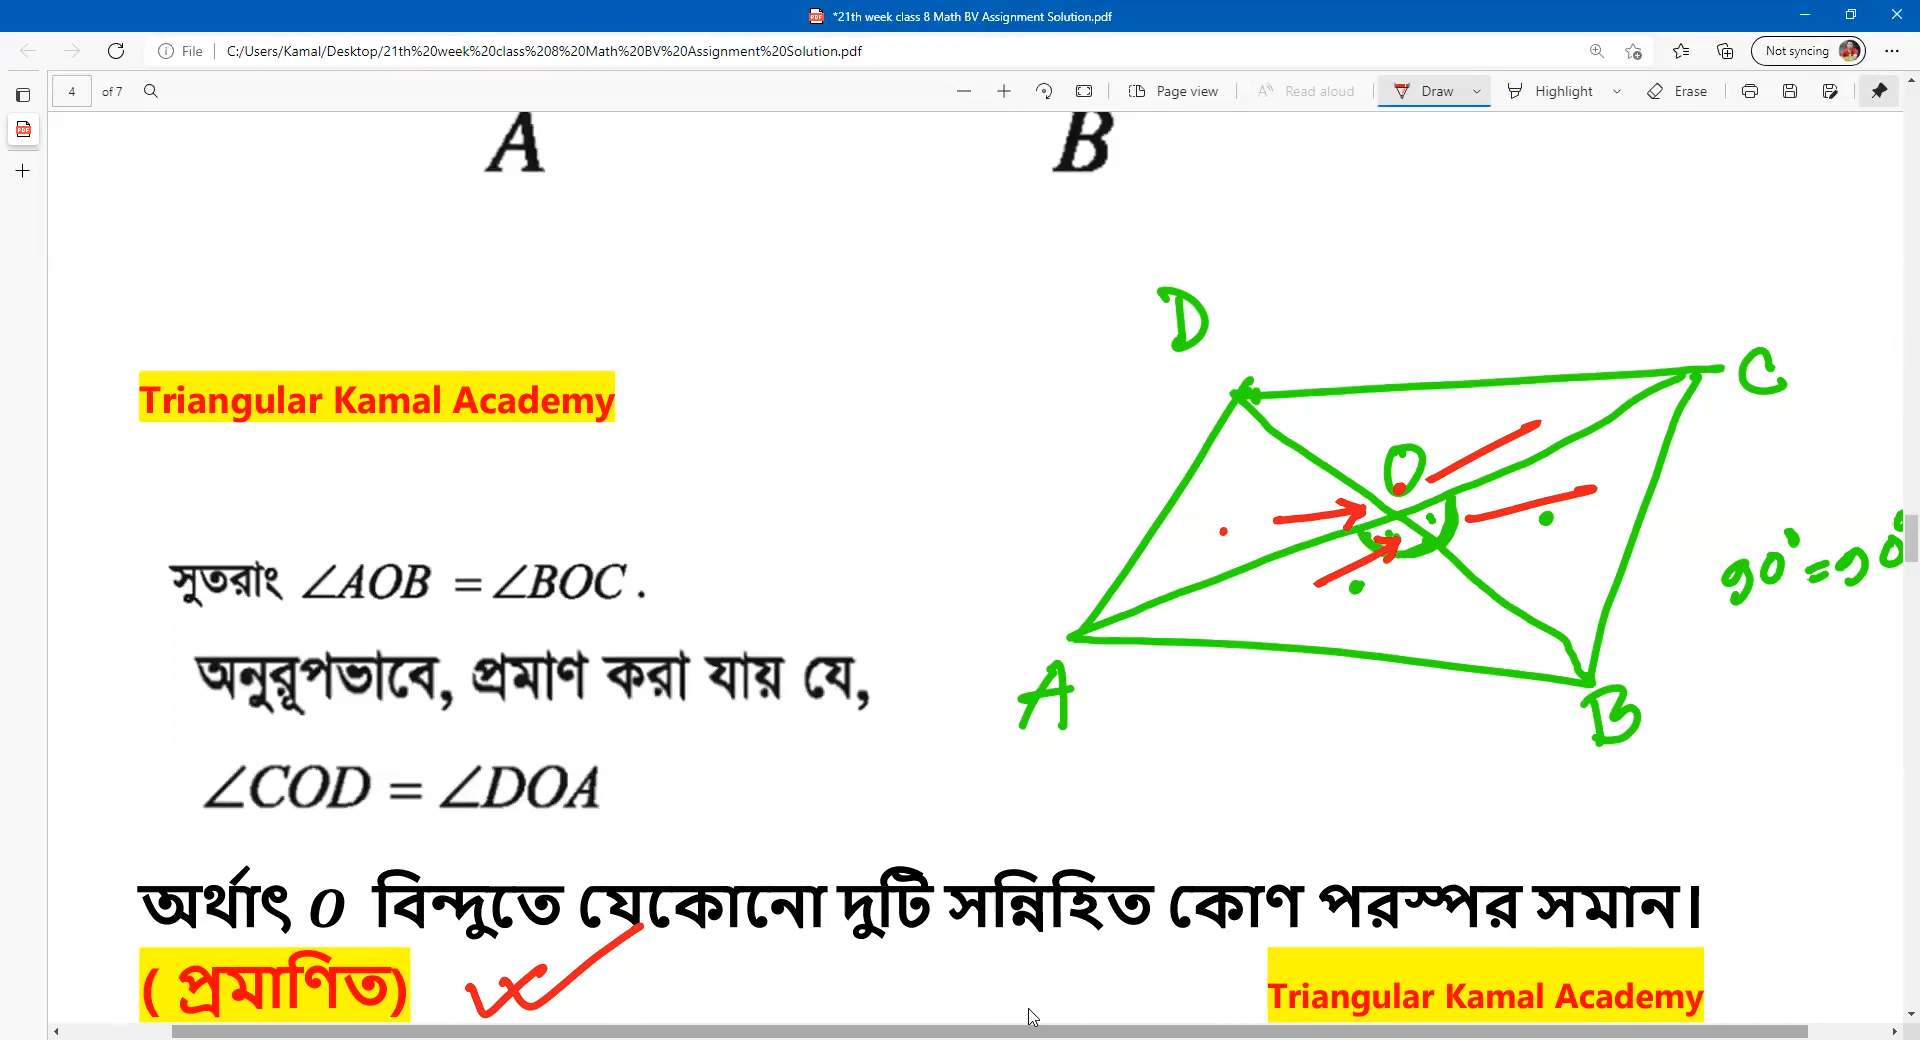 *21th week class 8 Math BV Assignment Solution.pdf
File C:/Users/Kamal/Desktop/21th%20week%20class%208%20Math%20BV%20Assignment%20Solution.pdf Not syncing
4 of 7 Page view Read aloud Draw Highlight Erase
A B
D
C
Triangular Kamal Academy
O
90° = 90°
সুতরাং ∠AOB = ∠BOC .
অনুরূপভাবে, প্রমাণ করা যায় যে,
A B
∠COD = ∠DOA
অর্থাৎ O বিন্দুতে যেকোনো দুটি সন্নিহিত কোণ পরস্পর সমান।
( প্রমাণিত)
Triangular Kamal Academy